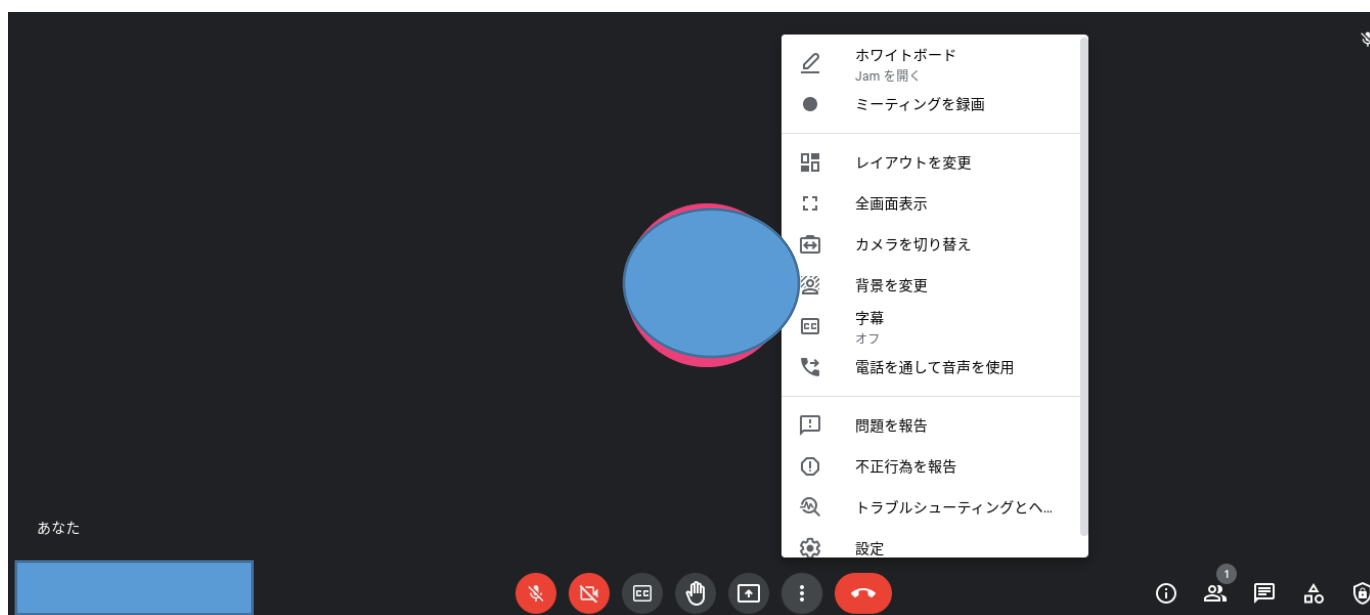 ホワイトボード
Jam を開く
ミーティングを録画
レイアウトを変更
全画面表示
カメラを切り替え
背景を変更
字幕
オフ
電話を通して音声を使用
問題を報告
不正行為を報告
トラブルシューティングとヘ...
設定
あなた
1